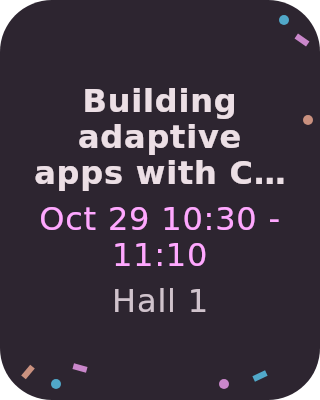 Building
adaptive
apps with C…
Oct 29 10:30 -
11:10
Hall 1